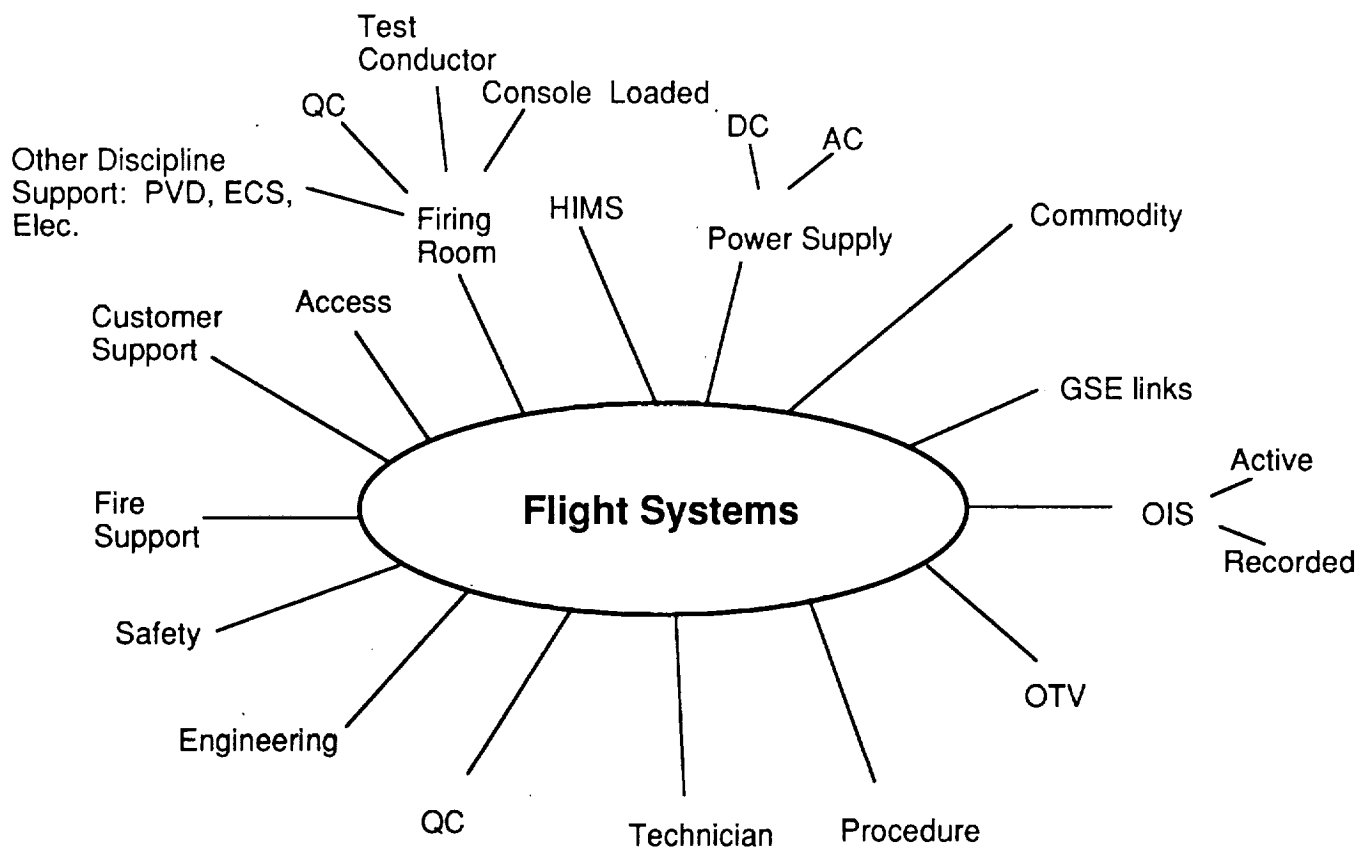 Test
Conductor
QC
Console Loaded
DC
AC
Other Discipline
Support: PVD, ECS,
Elec.
Firing
Room
HIMS
Power Supply
Commodity
Access
Customer
Support
GSE links
Active
OIS
Recorded
Flight Systems
Fire
Support
Safety
OTV
Engineering
QC
Technician
Procedure